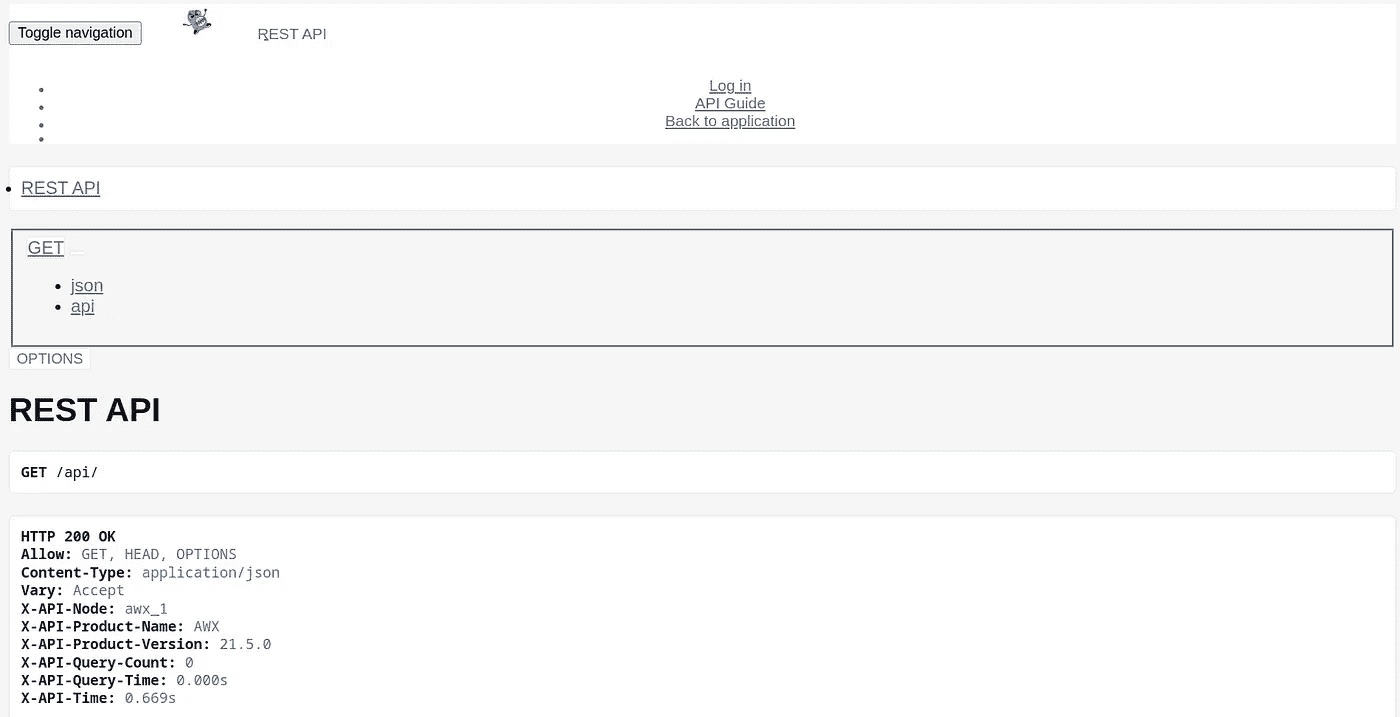 Toggle navigation
REST API
Log in
API Guide
Back to application
REST API
GET
json
api
OPTIONS
REST API
GET /api/
HTTP 200 OK
Allow: GET, HEAD, OPTIONS
Content-Type: application/json
Vary: Accept
X-API-Node: awx_1
X-API-Product-Name: AWX
X-API-Product-Version: 21.5.0
X-API-Query-Count: 0
X-API-Query-Time: 0.000s
X-API-Time: 0.669s